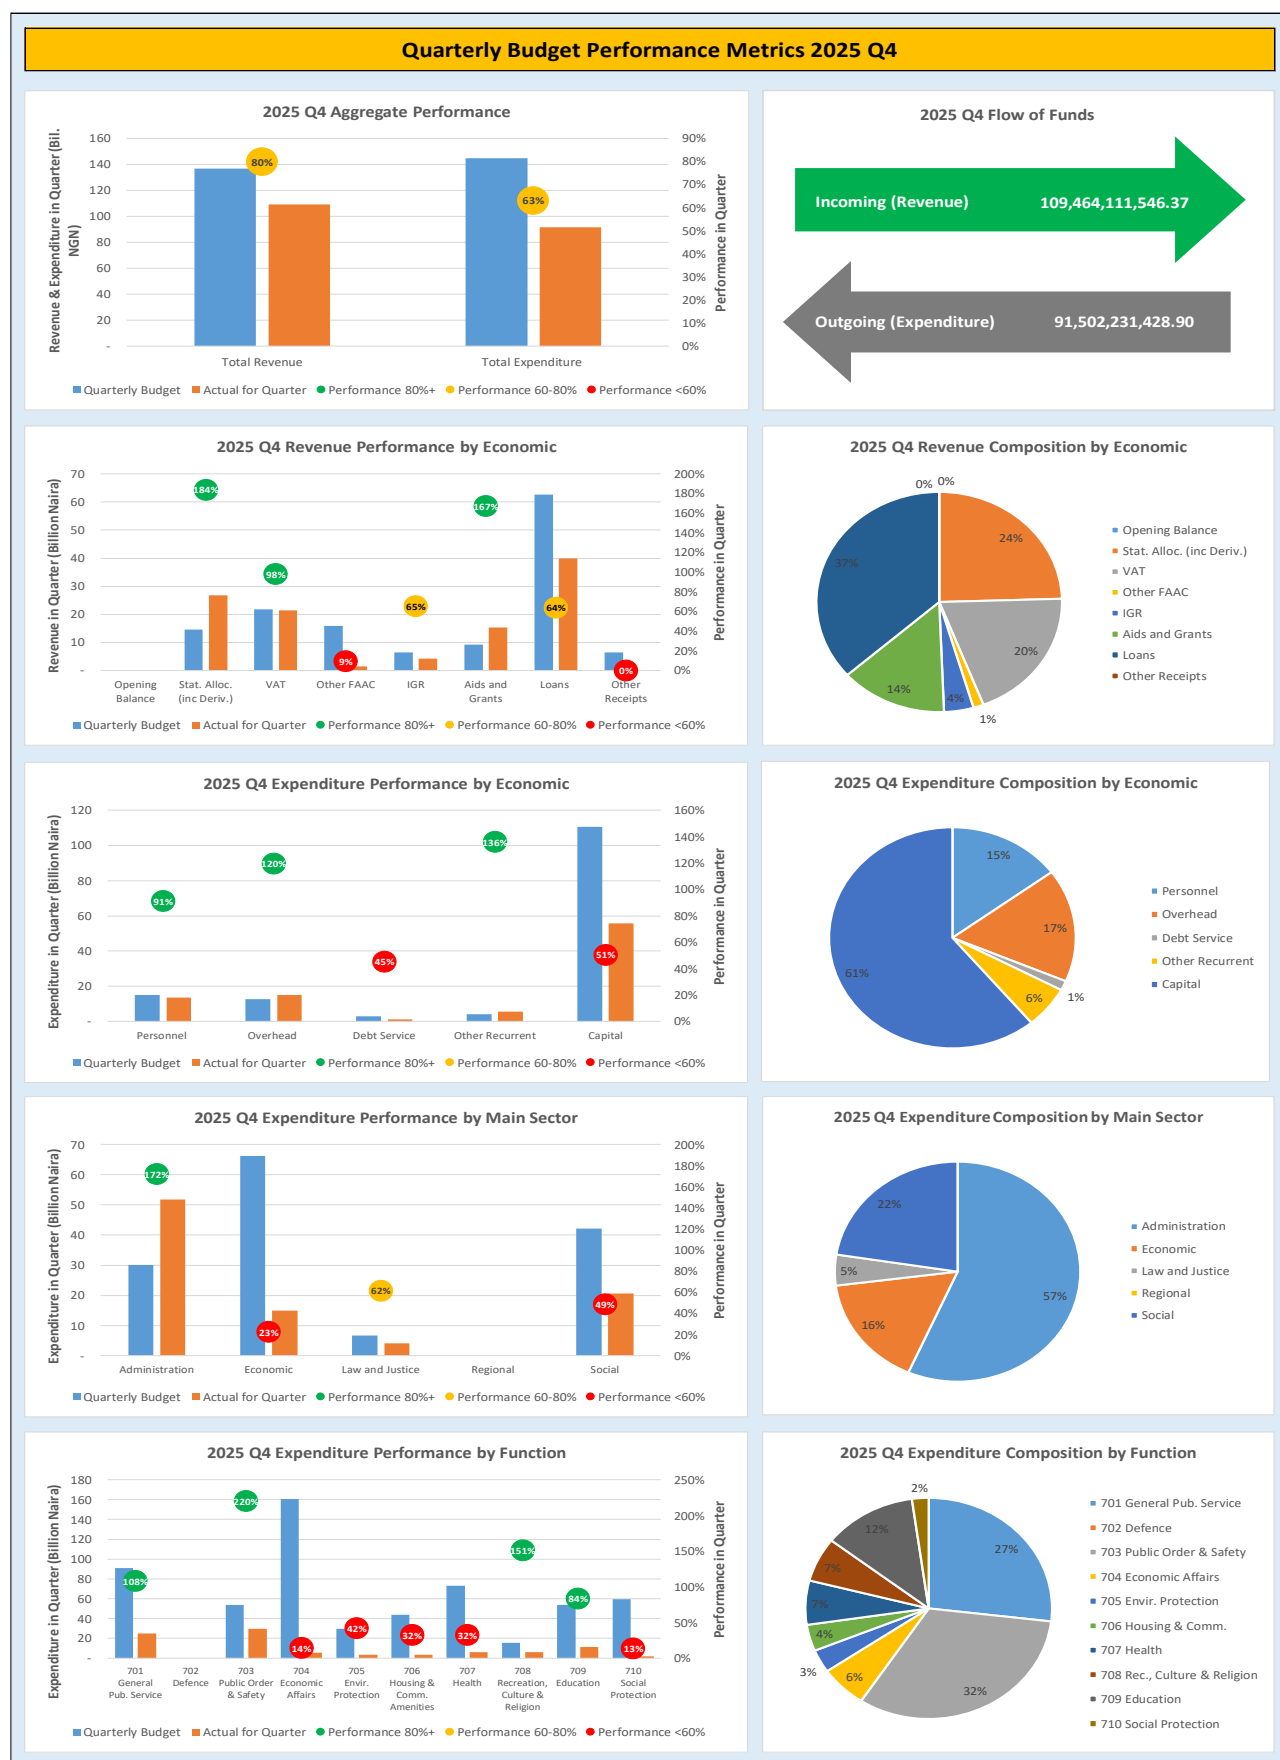 Quarterly Budget Performance Metrics 2025 Q4
2025 Q4 Aggregate Performance
Revenue & Expenditure in Quarter (Bil. NGN)
160
140
120
100
80
60
40
20
-
80%
63%
90%
80%
70%
60%
50%
40%
30%
20%
10%
0%
Performance in Quarter
Total Revenue
Total Expenditure
Quarterly Budget
Actual for Quarter
Performance 80%+
Performance 60-80%
Performance <60%
2025 Q4 Flow of Funds
Incoming (Revenue) 109,464,111,546.37
Outgoing (Expenditure) 91,502,231,428.90
2025 Q4 Revenue Performance by Economic
Revenue in Quarter (Billion Naira)
70
60
50
40
30
20
10
-
184%
98%
9%
65%
167%
64%
0%
200%
180%
160%
140%
120%
100%
80%
60%
40%
20%
0%
Performance in Quarter
Opening Balance
Stat. Alloc. (inc Deriv.)
VAT
Other FAAC
IGR
Aids and Grants
Loans
Other Receipts
Quarterly Budget
Actual for Quarter
Performance 80%+
Performance 60-80%
Performance <60%
2025 Q4 Revenue Composition by Economic
0%
0%
24%
20%
1%
4%
14%
37%
Opening Balance
Stat. Alloc. (inc Deriv.)
VAT
Other FAAC
IGR
Aids and Grants
Loans
Other Receipts
2025 Q4 Expenditure Performance by Economic
Expenditure in Quarter (Billion Naira)
120
100
80
60
40
20
-
91%
120%
45%
136%
51%
160%
140%
120%
100%
80%
60%
40%
20%
0%
Performance in Quarter
Personnel
Overhead
Debt Service
Other Recurrent
Capital
Quarterly Budget
Actual for Quarter
Performance 80%+
Performance 60-80%
Performance <60%
2025 Q4 Expenditure Composition by Economic
15%
17%
1%
6%
61%
Personnel
Overhead
Debt Service
Other Recurrent
Capital
2025 Q4 Expenditure Performance by Main Sector
Expenditure in Quarter (Billion Naira)
70
60
50
40
30
20
10
-
172%
23%
62%
49%
200%
180%
160%
140%
120%
100%
80%
60%
40%
20%
0%
Performance in Quarter
Administration
Economic
Law and Justice
Regional
Social
Quarterly Budget
Actual for Quarter
Performance 80%+
Performance 60-80%
Performance <60%
2025 Q4 Expenditure Composition by Main Sector
57%
16%
5%
22%
Administration
Economic
Law and Justice
Regional
Social
2025 Q4 Expenditure Performance by Function
Expenditure in Quarter (Billion Naira)
180
160
140
120
100
80
60
40
20
-
108%
220%
14%
42%
32%
32%
151%
84%
13%
250%
200%
150%
100%
50%
0%
Performance in Quarter
701 General Pub. Service
702 Defence
703 Public Order & Safety
704 Economic Affairs
705 Envir. Protection
706 Housing & Comm. Amenities
707 Health
708 Recreation, Culture & Religion
709 Education
710 Social Protection
Quarterly Budget
Actual for Quarter
Performance 80%+
Performance 60-80%
Performance <60%
2025 Q4 Expenditure Composition by Function
2%
27%
32%
6%
3%
4%
7%
7%
12%
701 General Pub. Service
702 Defence
703 Public Order & Safety
704 Economic Affairs
705 Envir. Protection
706 Housing & Comm.
707 Health
708 Rec., Culture & Religion
709 Education
710 Social Protection